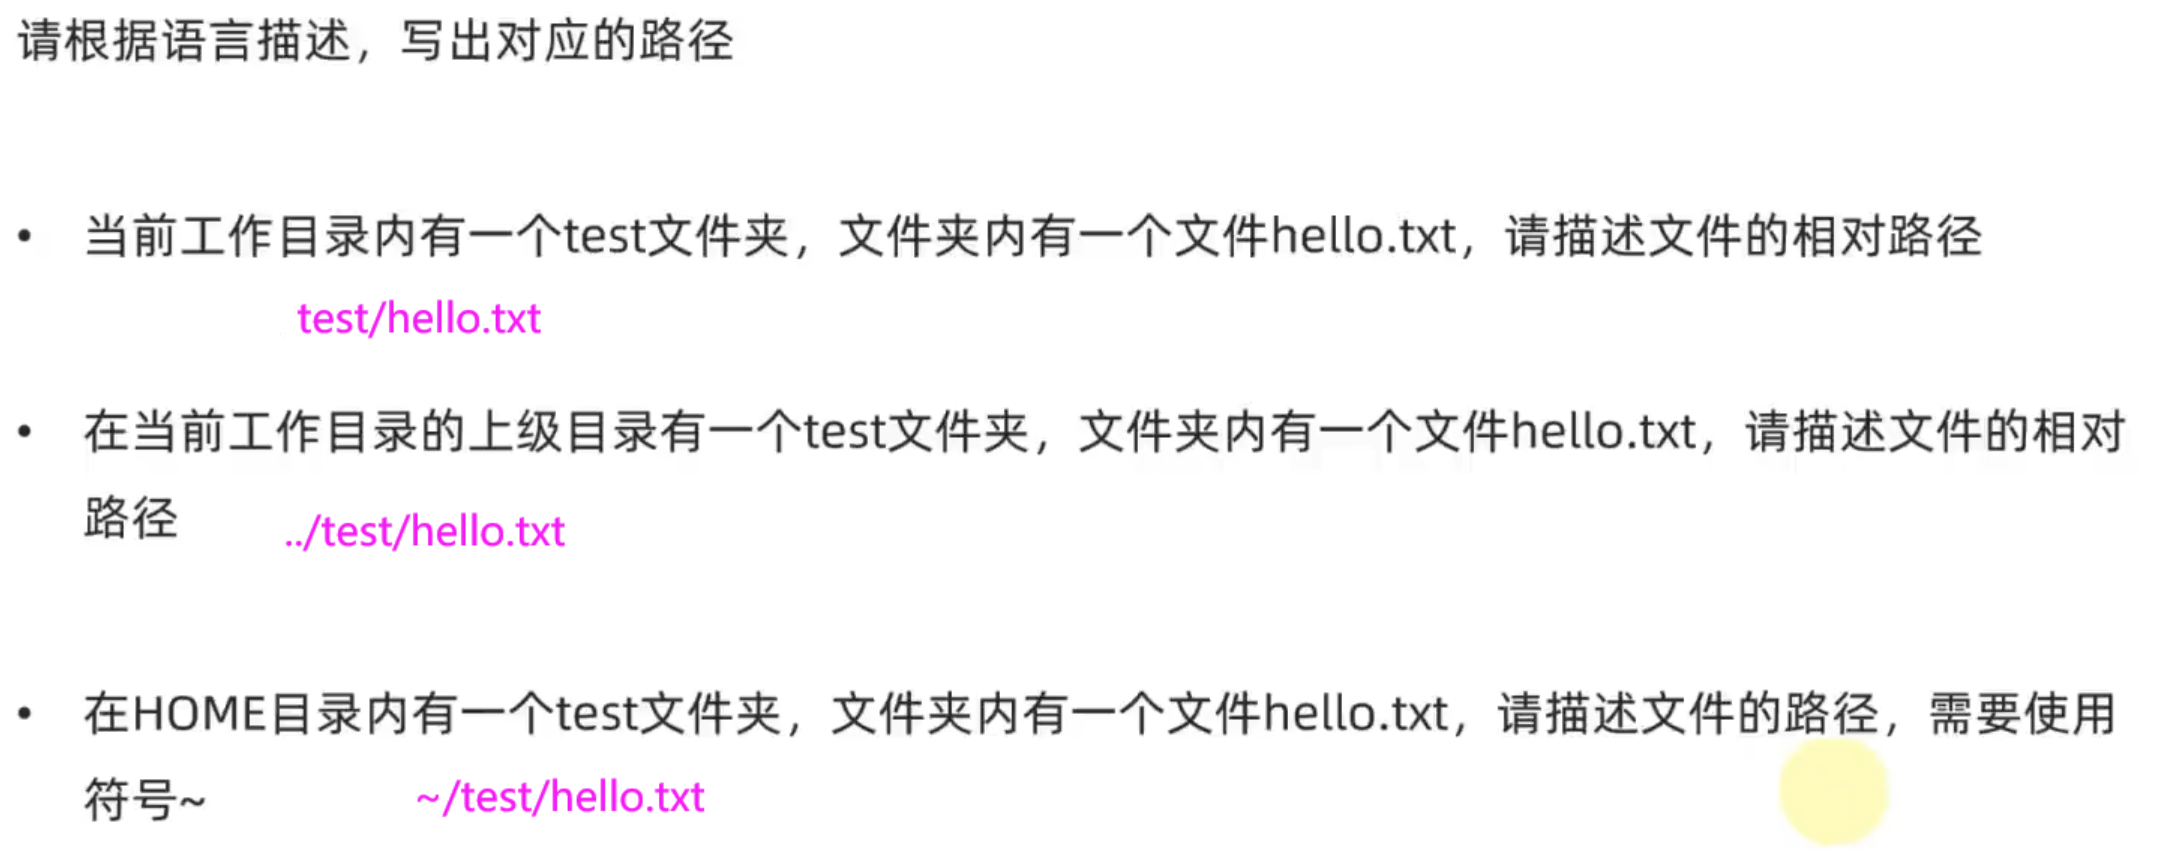 请根据语言描述，写出对应的路径
• 当前工作目录内有一个test文件夹，文件夹内有一个文件hello.txt，请描述文件的相对路径
test/hello.txt
• 在当前工作目录的上级目录有一个test文件夹，文件夹内有一个文件hello.txt，请描述文件的相对
路径 ../test/hello.txt
• 在HOME目录内有一个test文件夹，文件夹内有一个文件hello.txt，请描述文件的路径，需要使用
符号~ ~/test/hello.txt